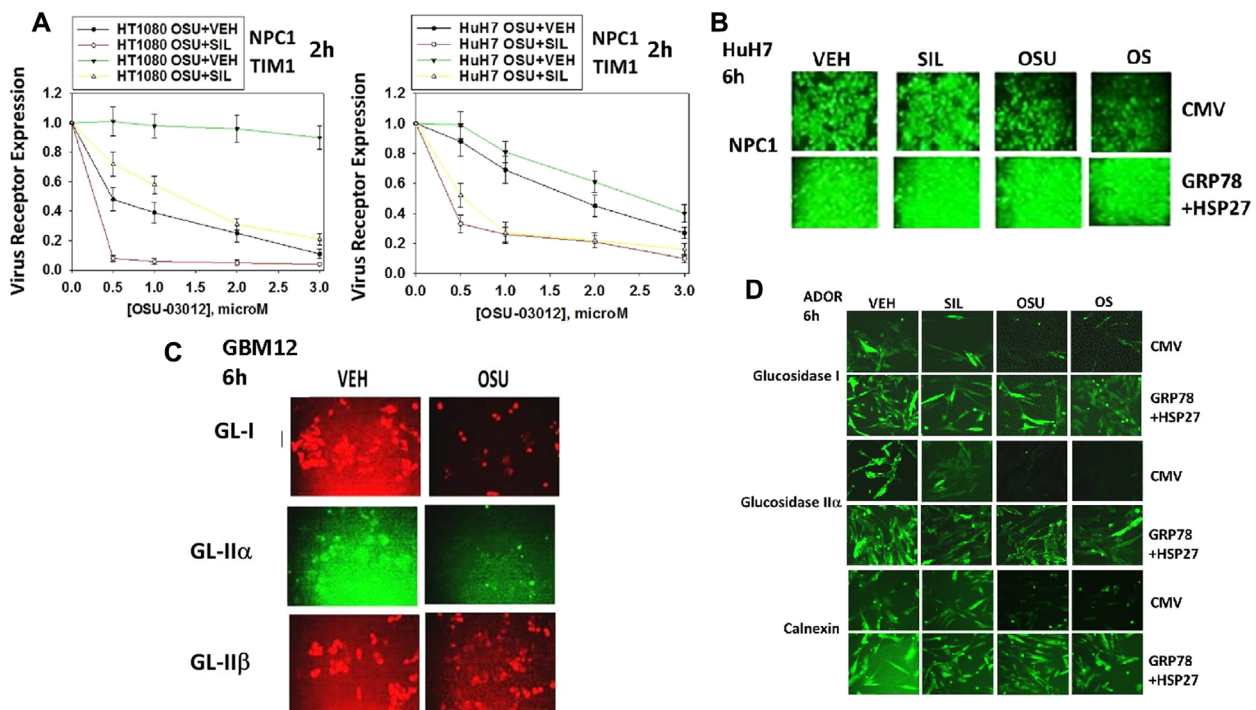 A
HT1080 OSU+VEH
HT1080 OSU+SIL
HT1080 OSU+VEH
HT1080 OSU+SIL
NPC1
TIM1
2h
Virus Receptor Expression
1.2
1.0
0.8
0.6
0.4
0.2
0.0
0.0 0.5 1.0 1.5 2.0 2.5 3.0
[OSU-03012], microM
HuH7 OSU+VEH
HuH7 OSU+SIL
HuH7 OSU+VEH
HuH7 OSU+SIL
NPC1
TIM1
2h
Virus Receptor Expression
1.2
1.0
0.8
0.6
0.4
0.2
0.0
0.0 0.5 1.0 1.5 2.0 2.5 3.0
[OSU-03012], microM
B
HuH7
6h
VEH SIL OSU OS
NPC1
CMV
GRP78
+HSP27
C
GBM12
6h
VEH OSU
GL-I
GL-IIα
GL-IIβ
D
ADOR
6h
VEH SIL OSU OS
Glucosidase I
CMV
GRP78
+HSP27
Glucosidase IIα
CMV
GRP78
+HSP27
Calnexin
CMV
GRP78
+HSP27